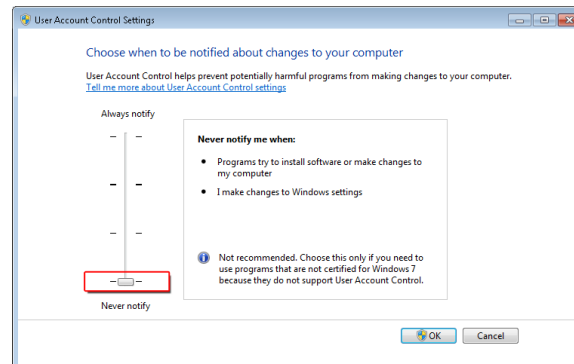 User Account Control Settings
Choose when to be notified about changes to your computer
User Account Control helps prevent potentially harmful programs from making changes to your computer.
Tell me more about User Account Control settings
Always notify
Never notify me when:
Programs try to install software or make changes to
my computer
I make changes to Windows settings
Not recommended. Choose this only if you need to
use programs that are not certified for Windows 7
because they do not support User Account Control.
Never notify
OK
Cancel